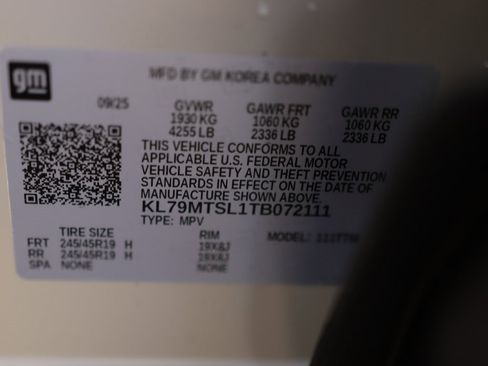 gm
MFD BY GM KOREA COMPANY
09/25
GVWR GAWR FRT GAWR RR
1930 KG 1060 KG 1060 KG
4255 LB 2336 LB 2336 LB
THIS VEHICLE CONFORMS TO ALL
APPLICABLE U.S. FEDERAL MOTOR
VEHICLE SAFETY AND THEFT PREVENTION
STANDARDS IN EFFECT ON THE DATE OF
MANUFACTURE SHOWN ABOVE.
KL79MTSL1TB072111
TYPE: MPV
TIRE SIZE RIM MODEL:
FRT 245/45R19 H 19X8J
RR 245/45R19 H 19X8J
SPA NONE NONE